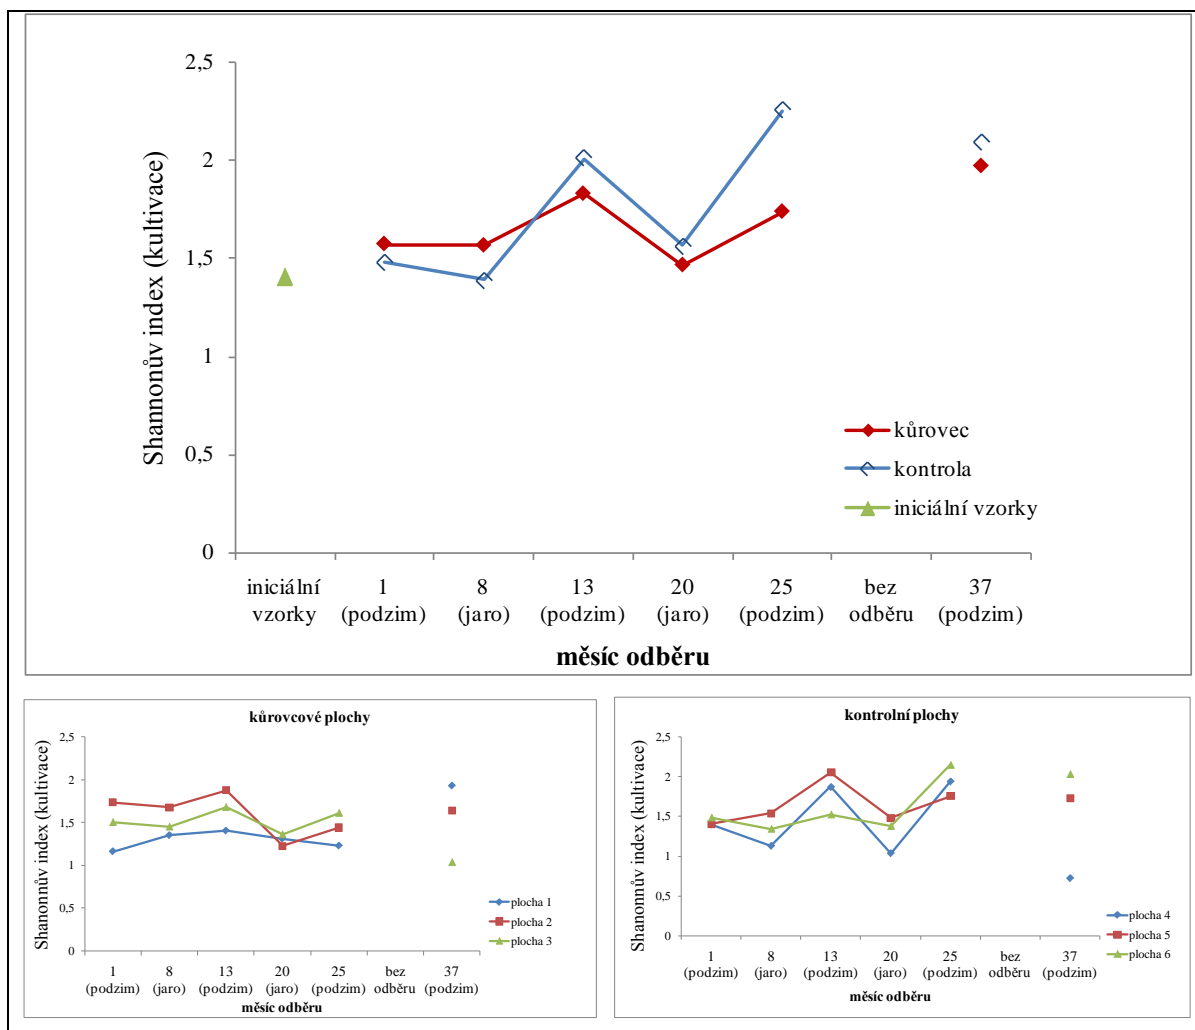 2,5
2
1,5
1
0,5
0
Shannonův index (kultivace)
kůrovec
kontrola
iniciální vzorky
iniciální vzorky
1 (podzim)
8 (jaro)
13 (podzim)
20 (jaro)
25 (podzim)
bez odběru
37 (podzim)
měsíc odběru
kůrovcové plochy
2,5
2
1,5
1
0,5
0
Shanonnův index (kultivace)
plocha 1
plocha 2
plocha 3
1 (podzim)
8 (jaro)
13 (podzim)
20 (jaro)
25 (podzim)
bez odběru
37 (podzim)
měsíc odběru
kontrolní plochy
2,5
2
1,5
1
0,5
0
Shanonnův index (kultivace)
plocha 4
plocha 5
plocha 6
1 (podzim)
8 (jaro)
13 (podzim)
20 (jaro)
25 (podzim)
bez odběru
37 (podzim)
měsíc odběru